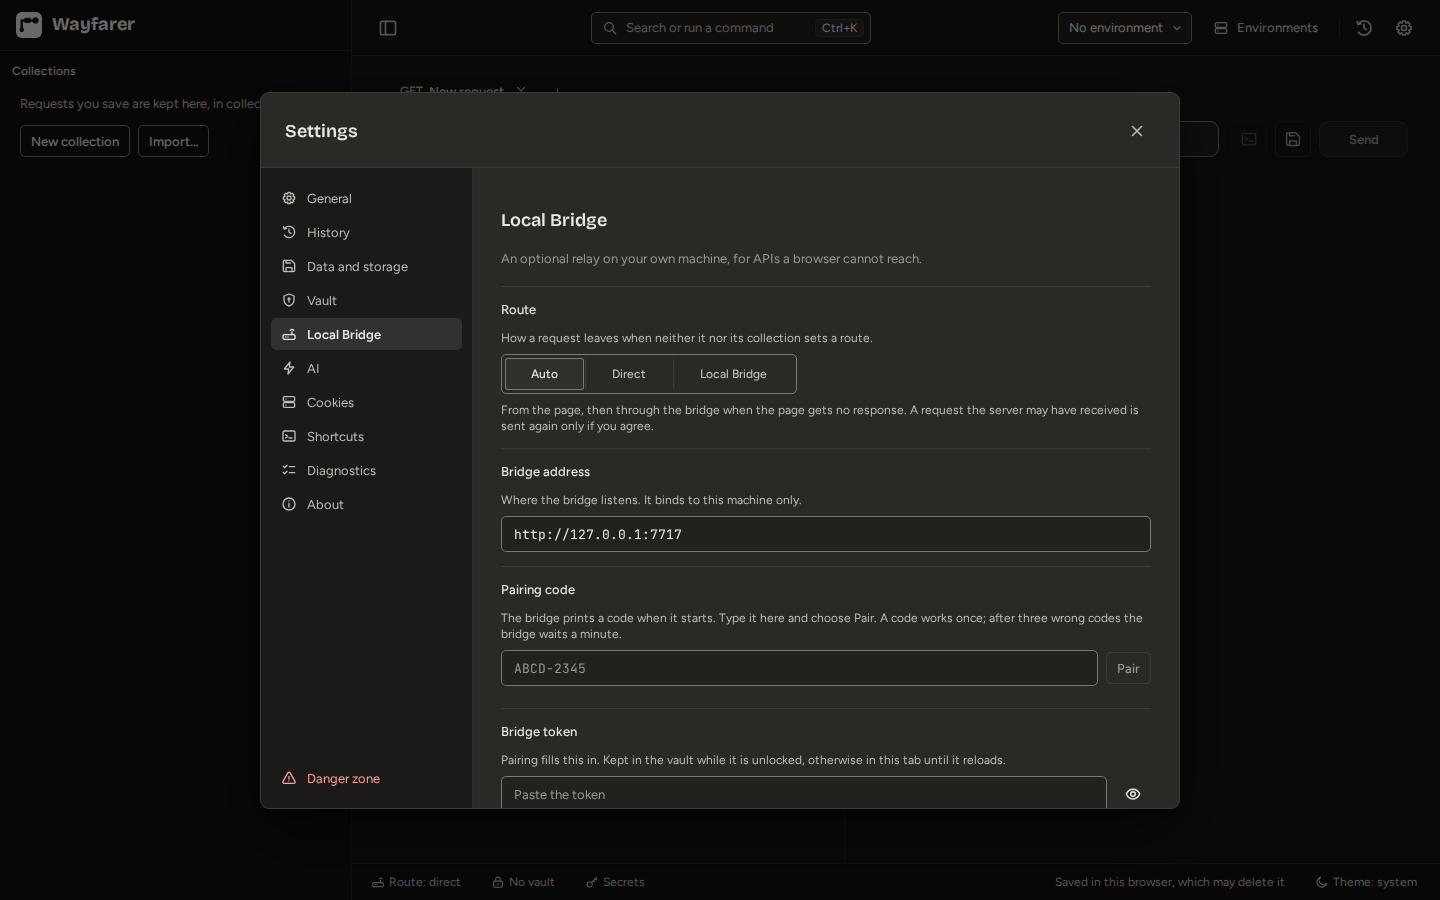 Wayfarer
Search or run a command
Ctrl+K
No environment
Environments
Collections
Requests you save are kept here, in collec
New collection
Import...
GET New request
Send
Settings
General
History
Data and storage
Vault
Local Bridge
AI
Cookies
Shortcuts
Diagnostics
About
Danger zone
Local Bridge
An optional relay on your own machine, for APIs a browser cannot reach.
Route
How a request leaves when neither it nor its collection sets a route.
Auto
Direct
Local Bridge
From the page, then through the bridge when the page gets no response. A request the server may have received is
sent again only if you agree.
Bridge address
Where the bridge listens. It binds to this machine only.
http://127.0.0.1:7717
Pairing code
The bridge prints a code when it starts. Type it here and choose Pair. A code works once; after three wrong codes the
bridge waits a minute.
ABCD-2345
Pair
Bridge token
Pairing fills this in. Kept in the vault while it is unlocked, otherwise in this tab until it reloads.
Paste the token
Route: direct
No vault
Secrets
Saved in this browser, which may delete it
Theme: system